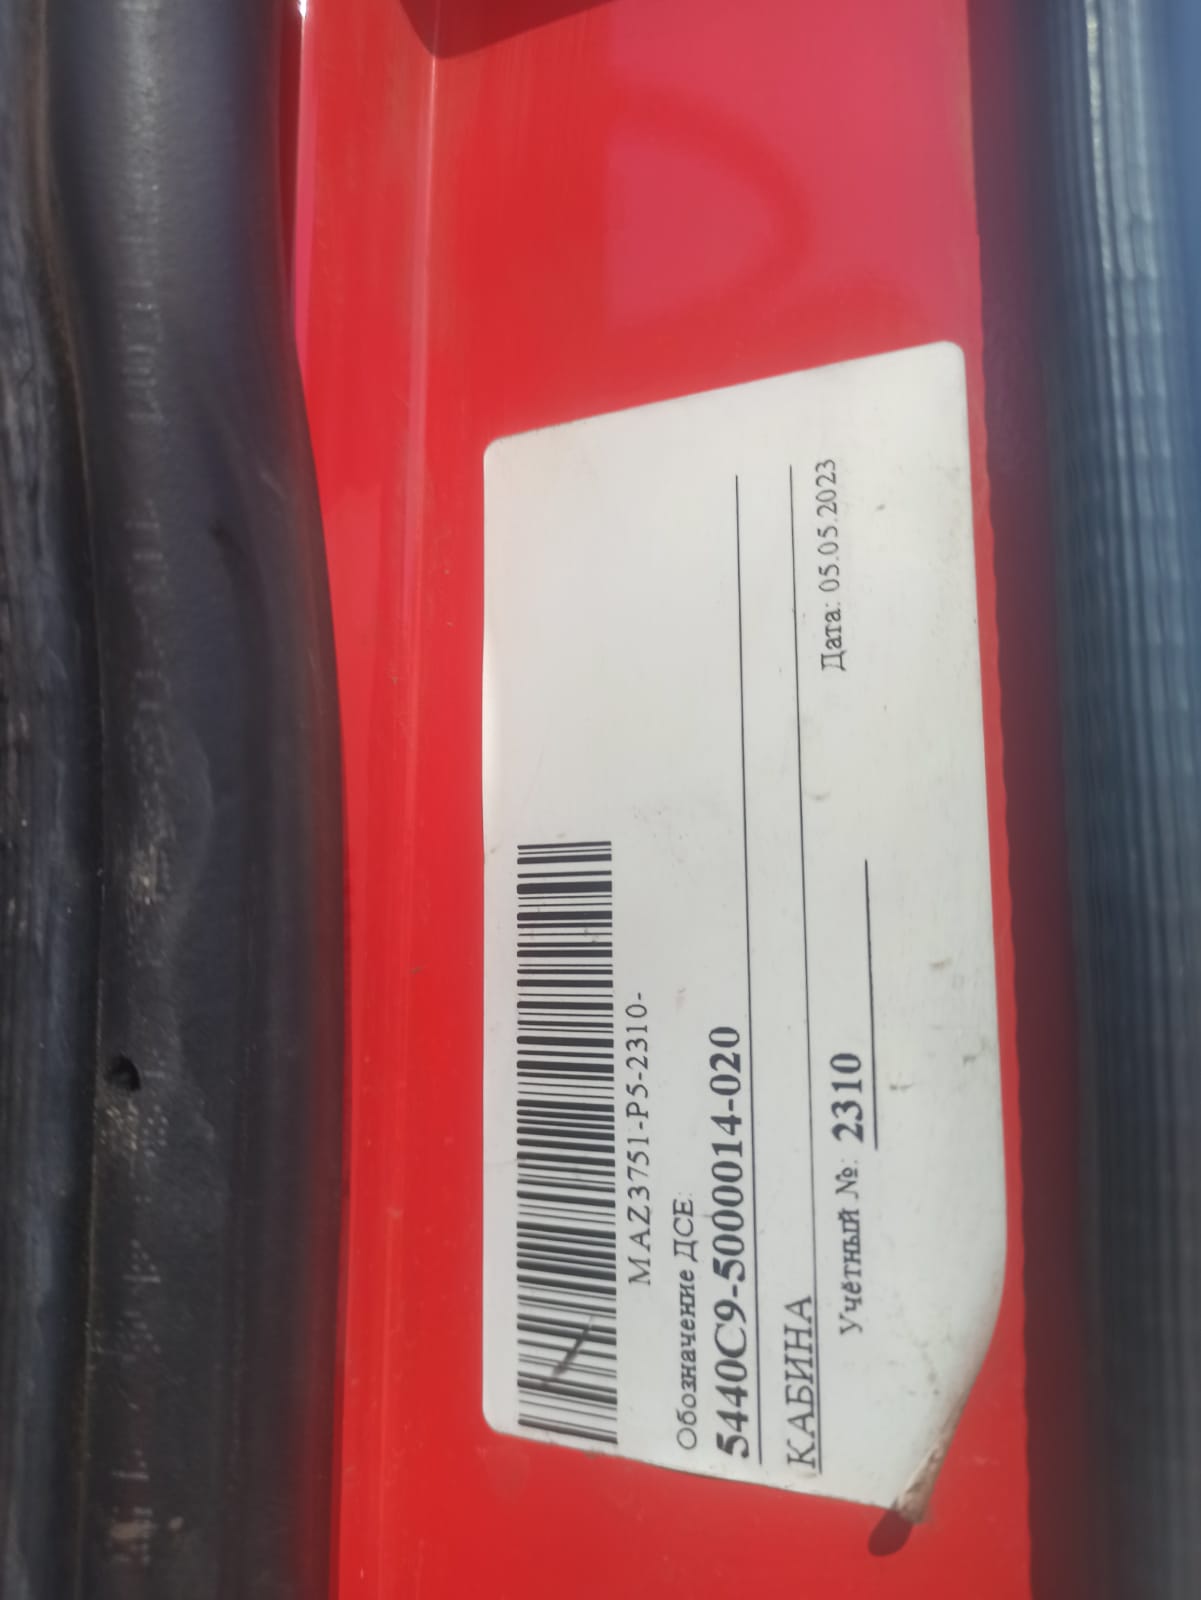 MAZ3751-P5-2310-
Обозначение ДСЕ:
5440С9-5000014-020
КАБИНА
Учётный №: 2310
Дата: 05.05.2023